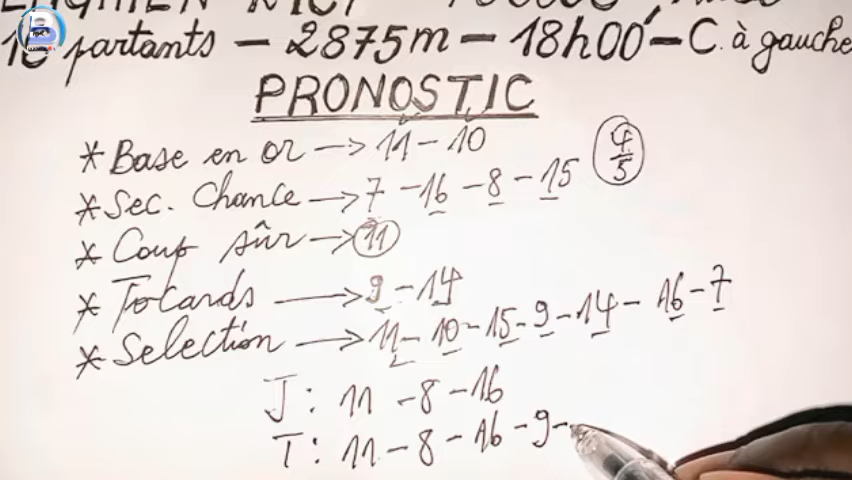 partants - 2875m - 18h00' - C. à gauche
PRONOSTIC
* Base en or -> 11 - 10
4/5
* Sec. Chance -> 7 - 16 - 8 - 15
* Coup sûr -> 11
* Tocards -> 9 - 14
* Selection -> 11 - 10 - 15 - 9 - 14 - 16 - 7
J : 11 - 8 - 16
T : 11 - 8 - 16 - 9 -